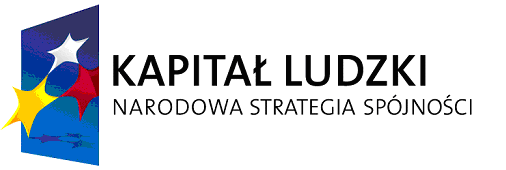 KAPITAŁ LUDZKI
NARODOWA STRATEGIA SPÓJNOŚCI